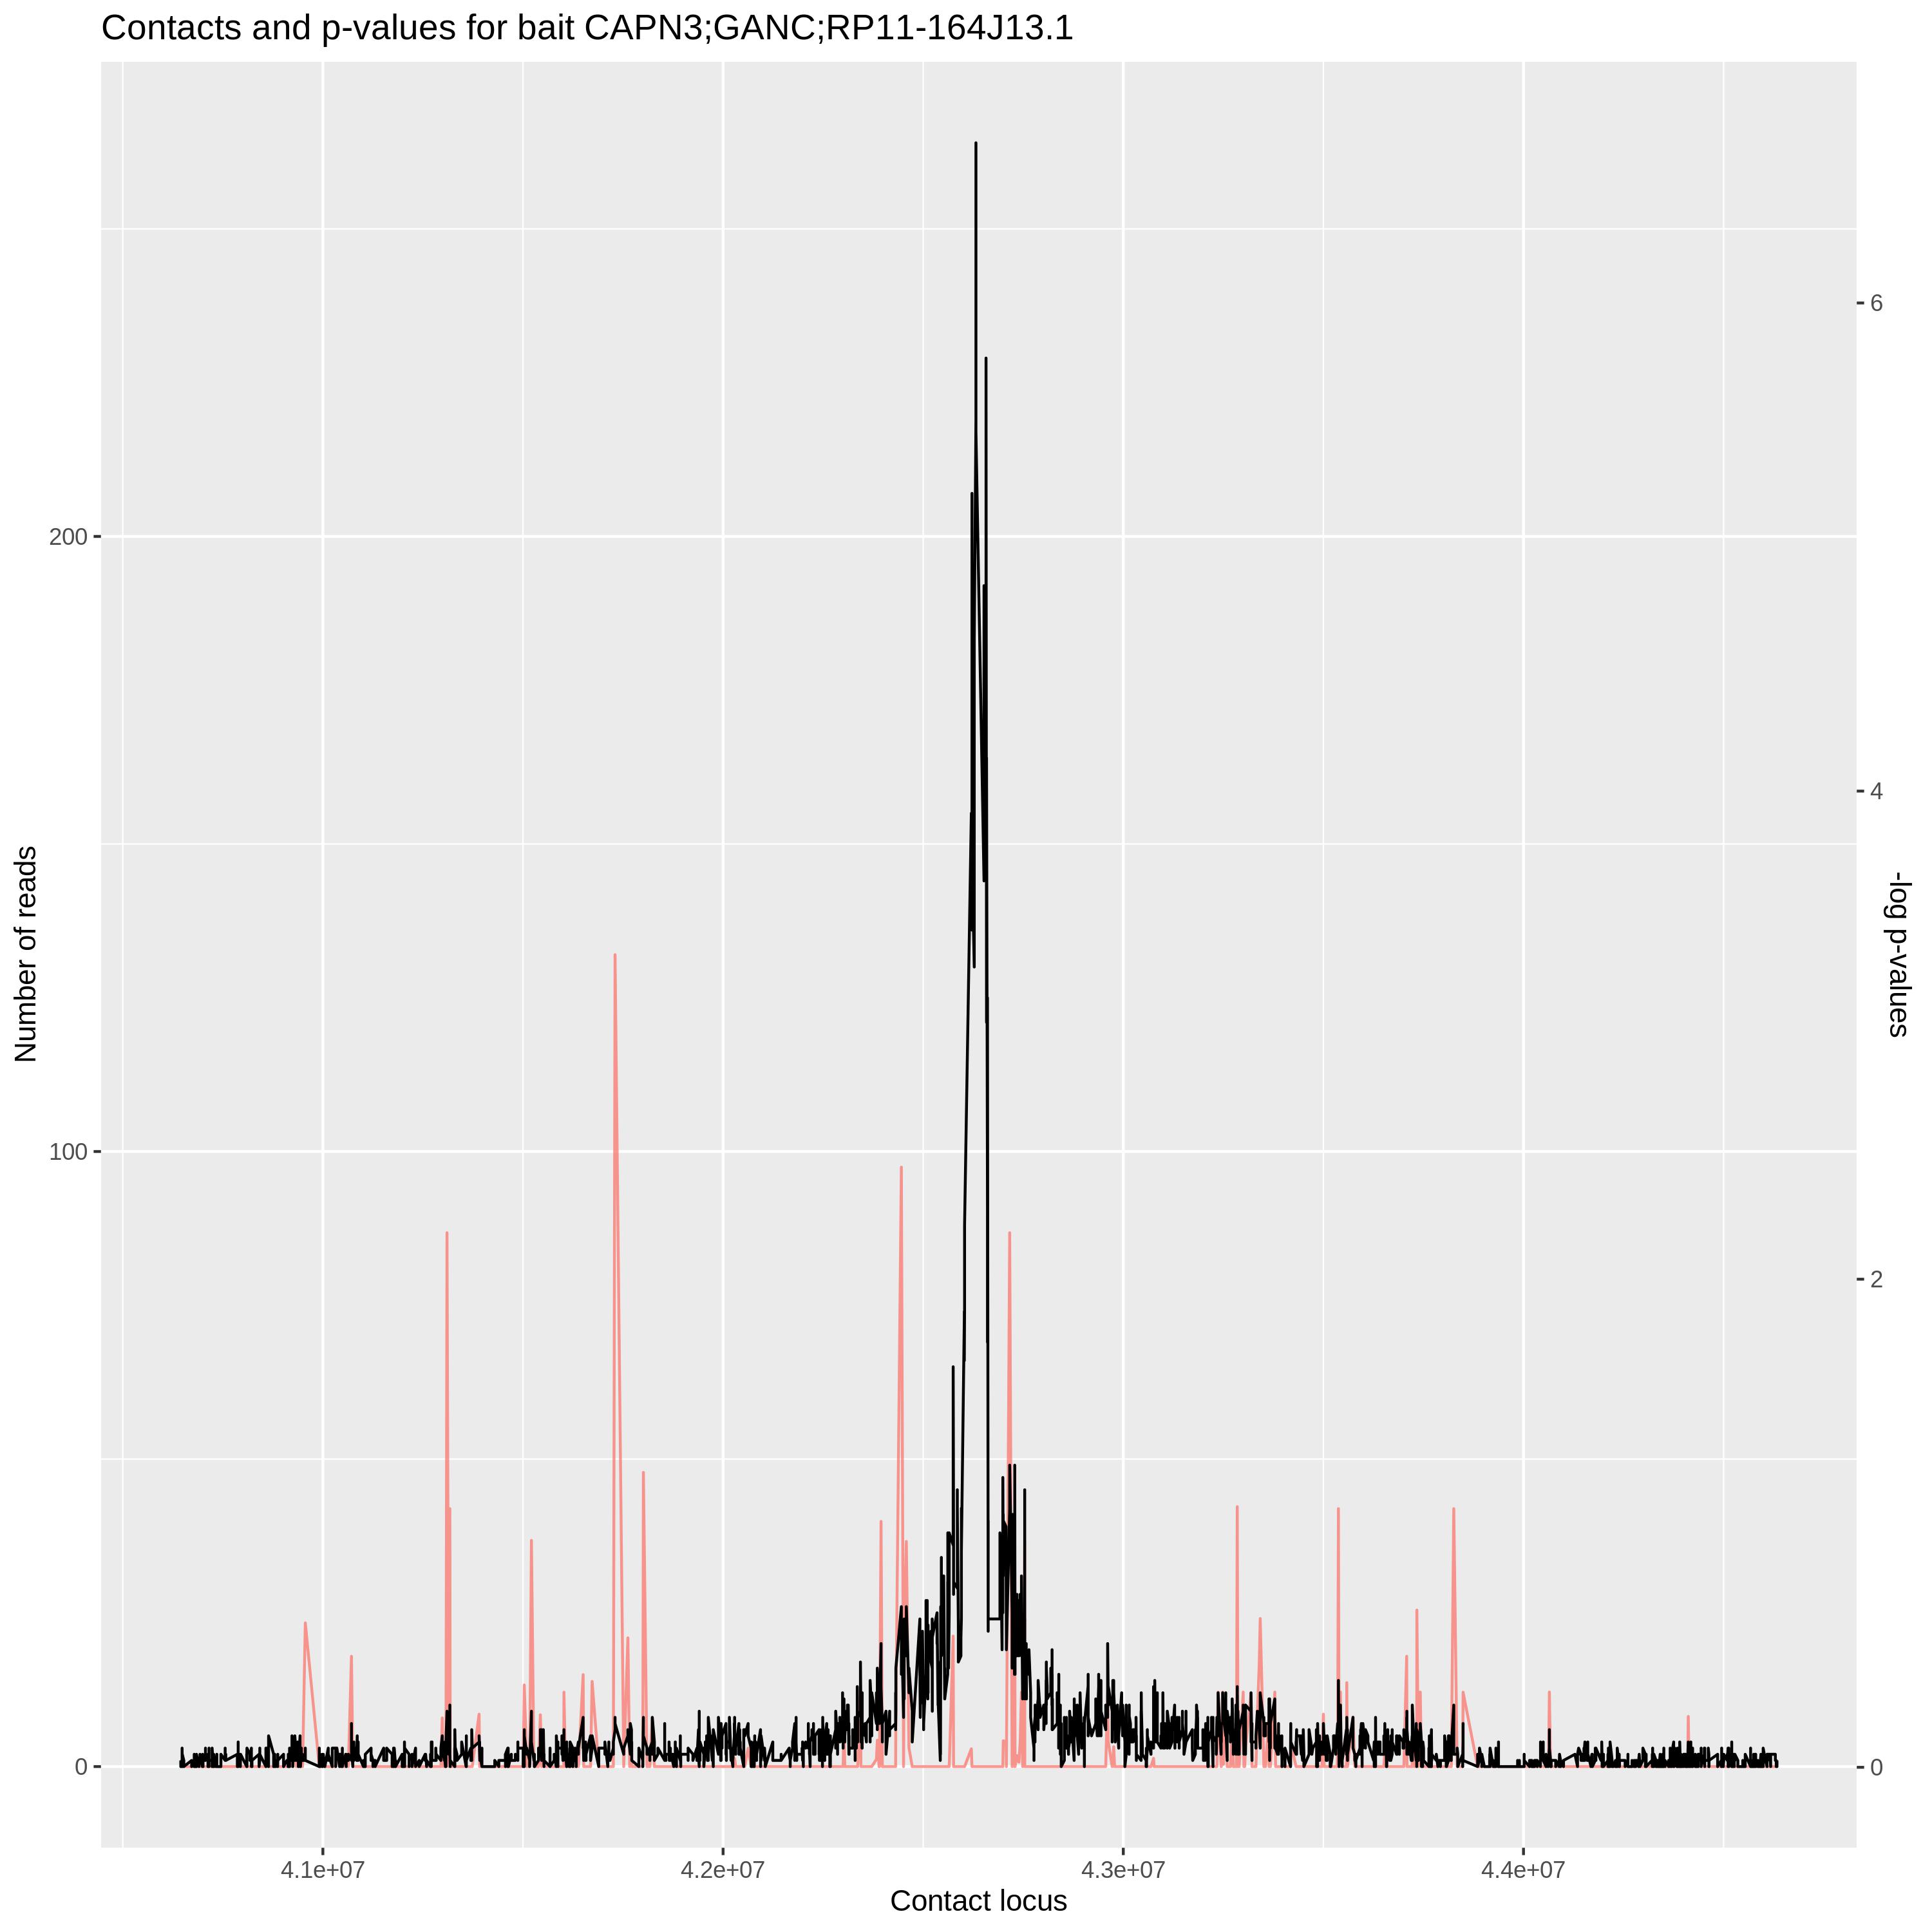 Contacts and p-values for bait CAPN3;GANC;RP11-164J13.1
Number of reads
200
100
0
6
4
2
0
-log p-values
4.1e+07
4.2e+07
4.3e+07
4.4e+07
Contact locus